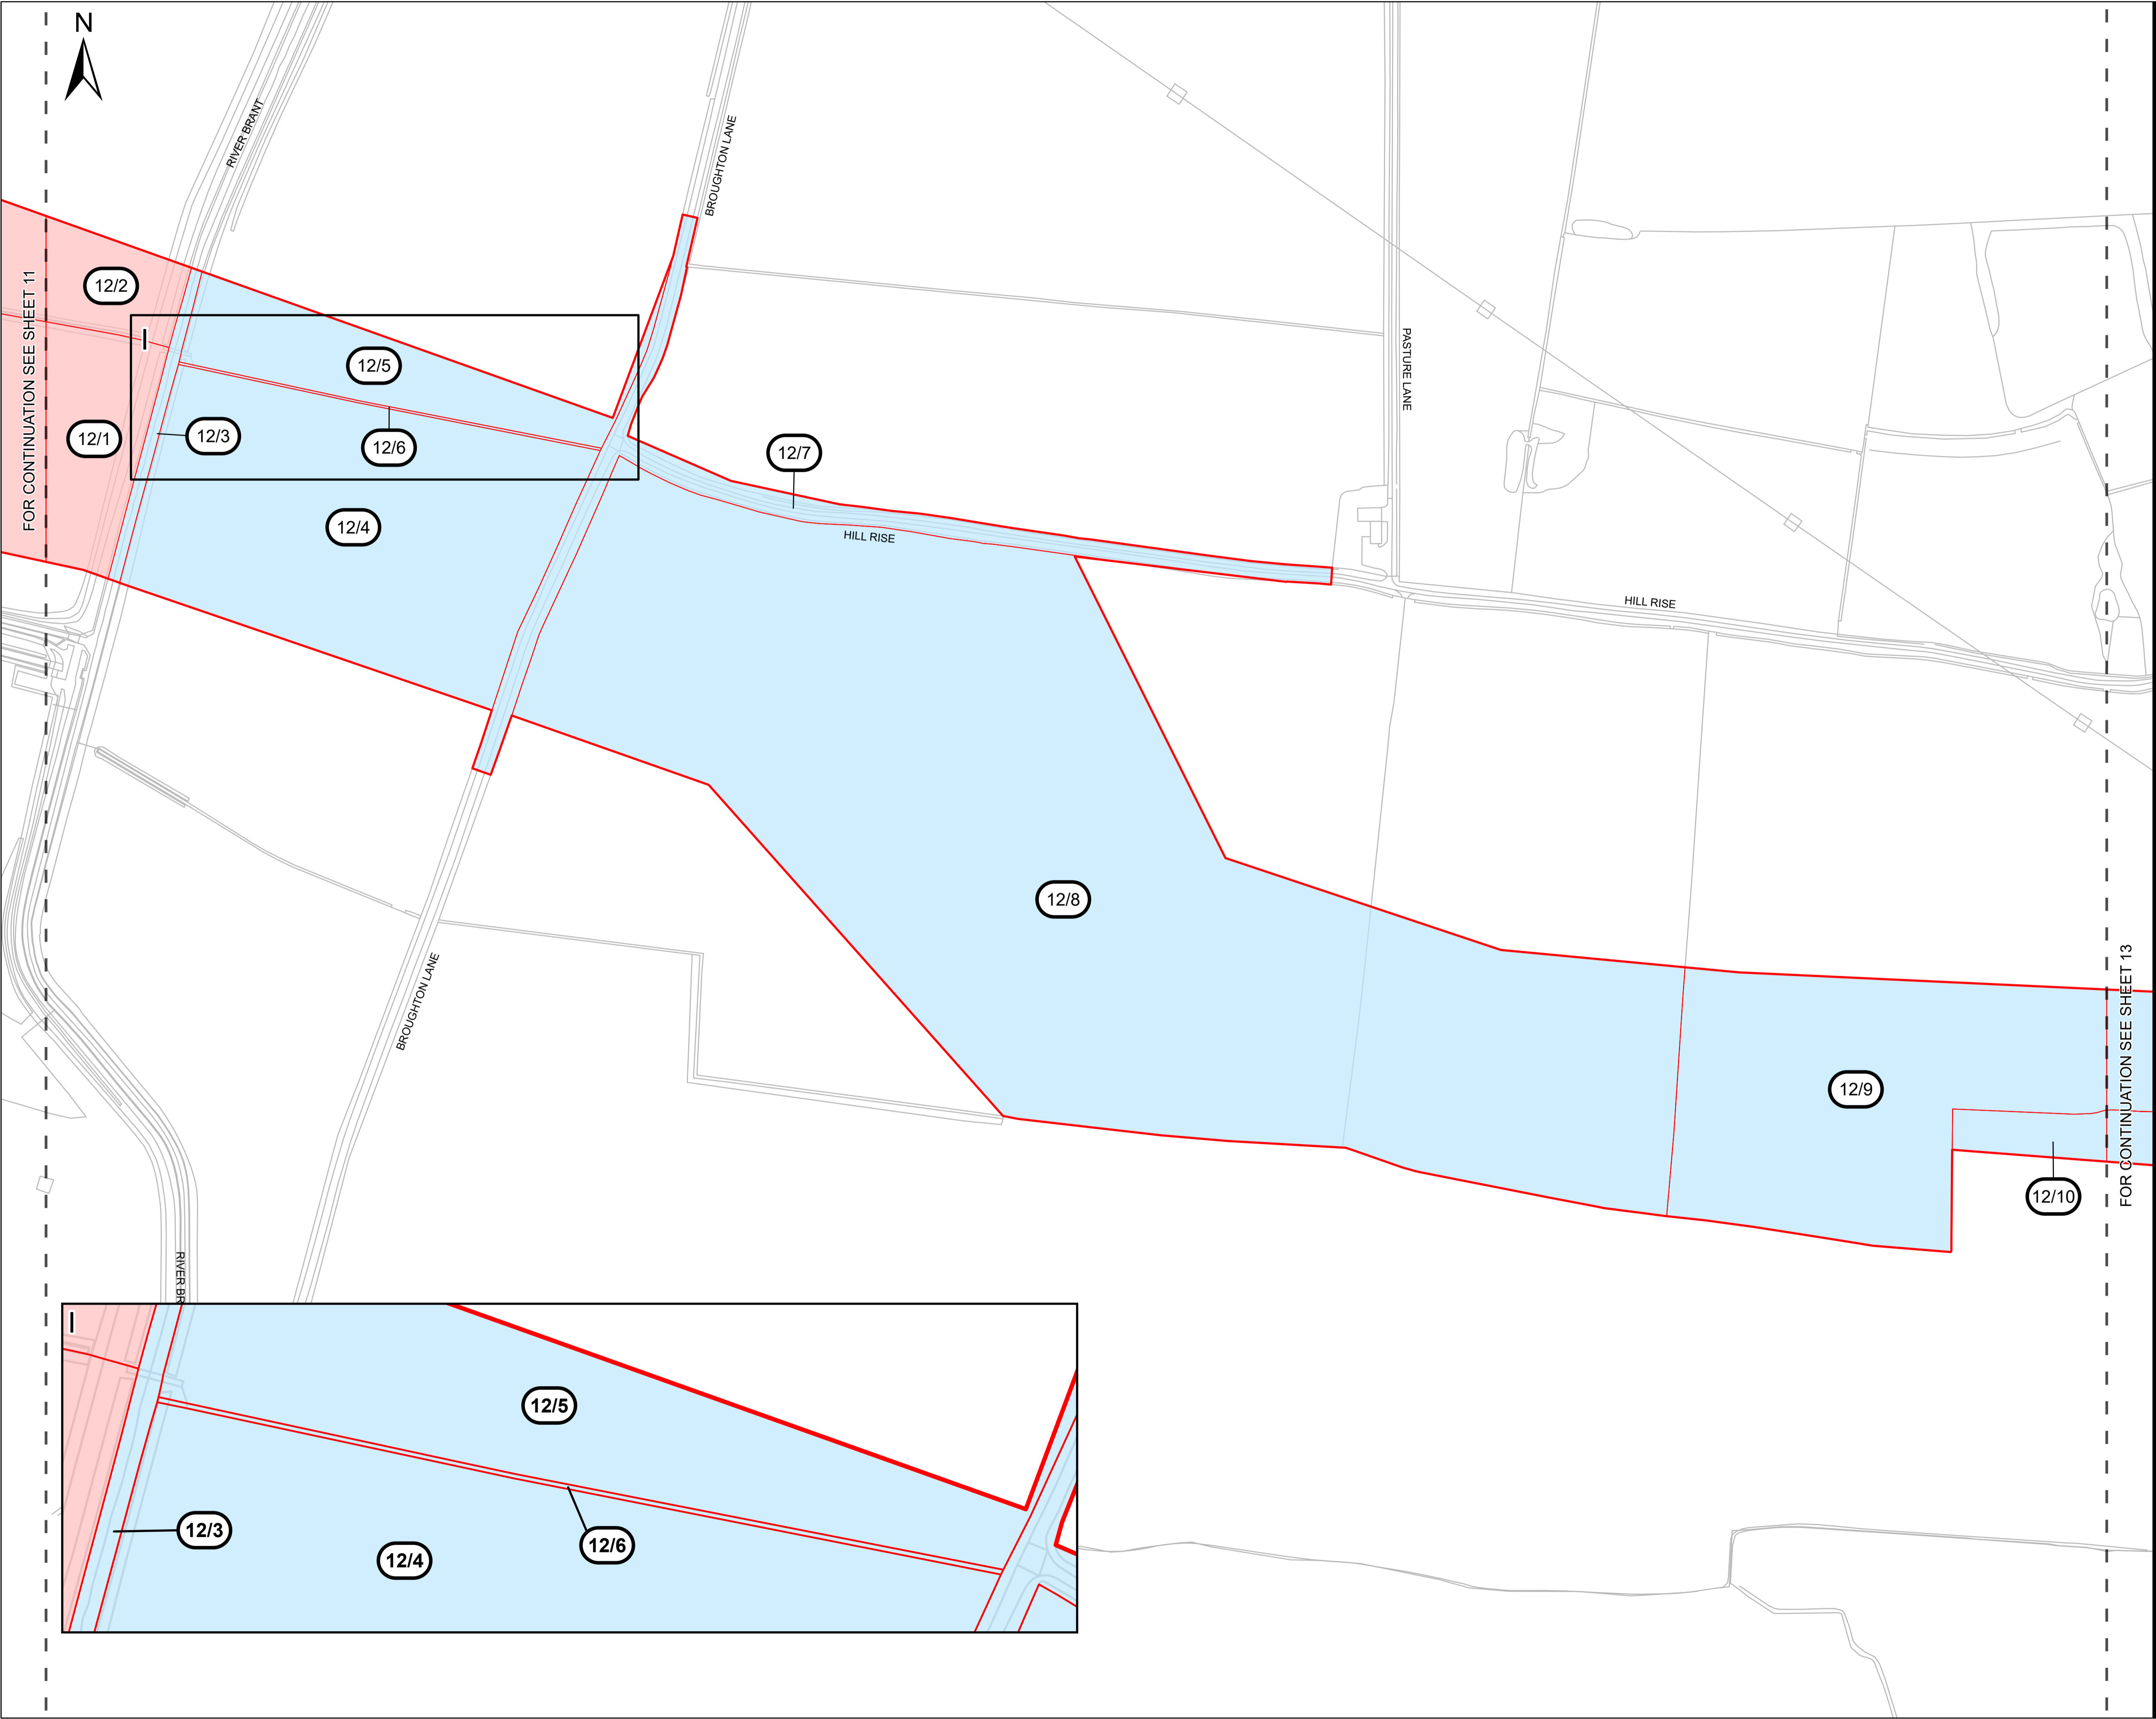 N
RIVER BRANT
BROUGHTON LANE
FOR CONTINUATION SEE SHEET 11
12/2
I
12/5
PASTURE LANE
12/1
12/3
12/6
12/7
12/4
HILL RISE
HILL RISE
12/8
BROUGHTON LANE
FOR CONTINUATION SEE SHEET 13
12/9
12/10
RIVER BR
I
12/5
12/3
12/6
12/4